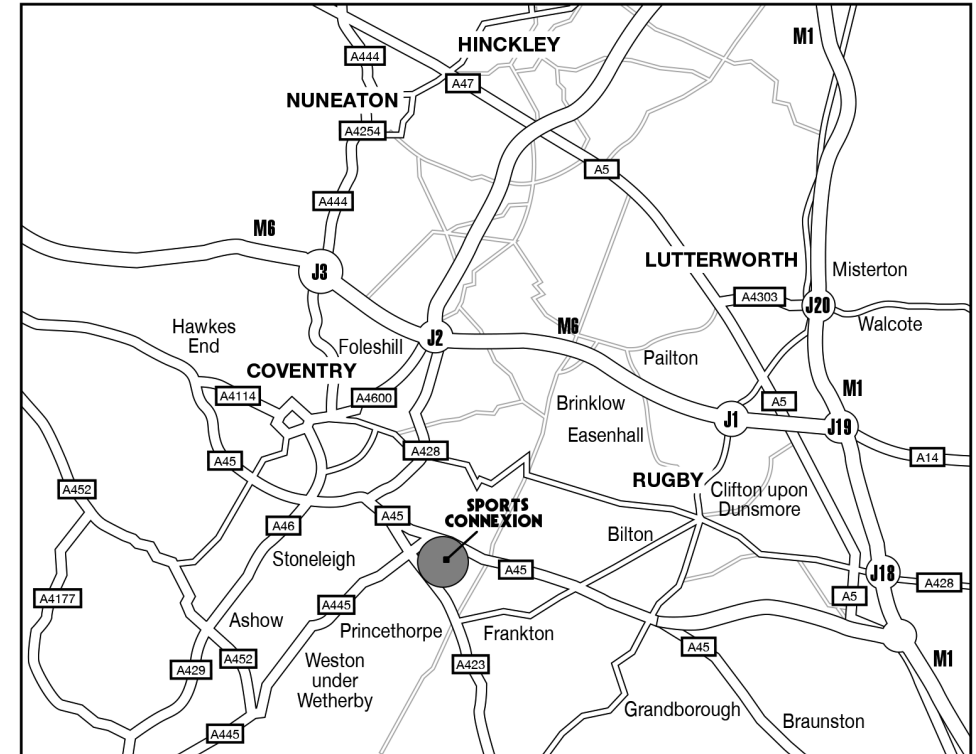 M1
HINCKLEY
A444
A47
NUNEATON
A4254
A5
A444
M6
J3
LUTTERWORTH
Misterton
A4303
J20
Walcote
Hawkes
End
Foleshill
J2
M6
Pailton
COVENTRY
A4114
A4600
Brinklow
A5
M1
J1
J19
Easenhall
A428
A45
A14
A452
RUGBY
Clifton upon
Dunsmore
SPORTS
CONNEXION
A46
A45
Bilton
Stoneleigh
A45
J18
A428
A4177
A445
A5
Ashow
Princethorpe
Frankton
A452
A429
Weston
under
Wetherby
A423
A45
M1
Grandborough
Braunston
A445